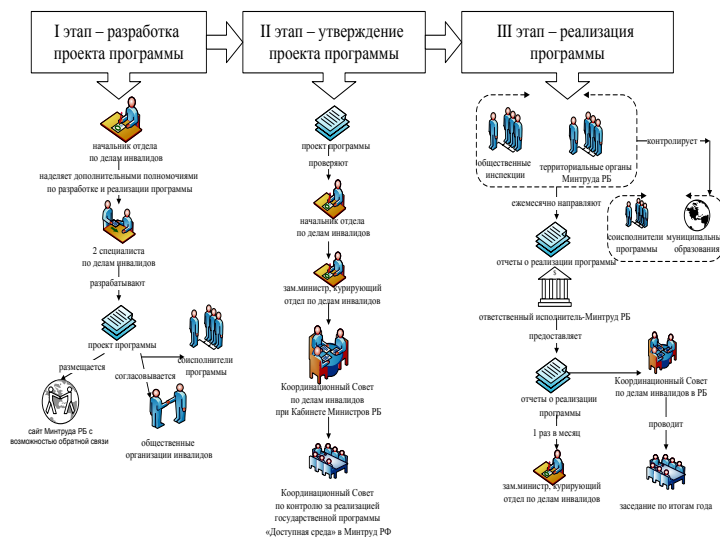 I этап – разработка
проекта программы
II этап – утверждение
проекта программы
III этап – реализация
программы
начальник отдела
по делам инвалидов
наделяет дополнительными полномочиями
по разработке и реализации программы
2 специалиста
по делам инвалидов
разрабатывают
проект программы
размещается
согласовывается
соисполнители
программы
сайт Минтруда РБ с
возможностью обратной связи
общественные
организации инвалидов
проект программы
проверяют
начальник отдела
по делам инвалидов
зам.министр, курирующий
отдел по делам инвалидов
Координационный Совет
по делам инвалидов
при Кабинете Министров РБ
Координационный Совет
по контролю за реализацией
государственной программы
«Доступная среда» в Минтруд РФ
общественные
инспекции
территориальные органы
Минтруда РБ
контролирует
ежемесячно направляют
соисполнители
программы
муниципальные
образования
отчеты о реализации программы
ответственный исполнитель-Минтруд РБ
предоставляет
отчеты о реализации
программы
Координационный Совет
по делам инвалидов в РБ
1 раз в месяц
проводит
зам.министр, курирующий
отдел по делам инвалидов
заседание по итогам года